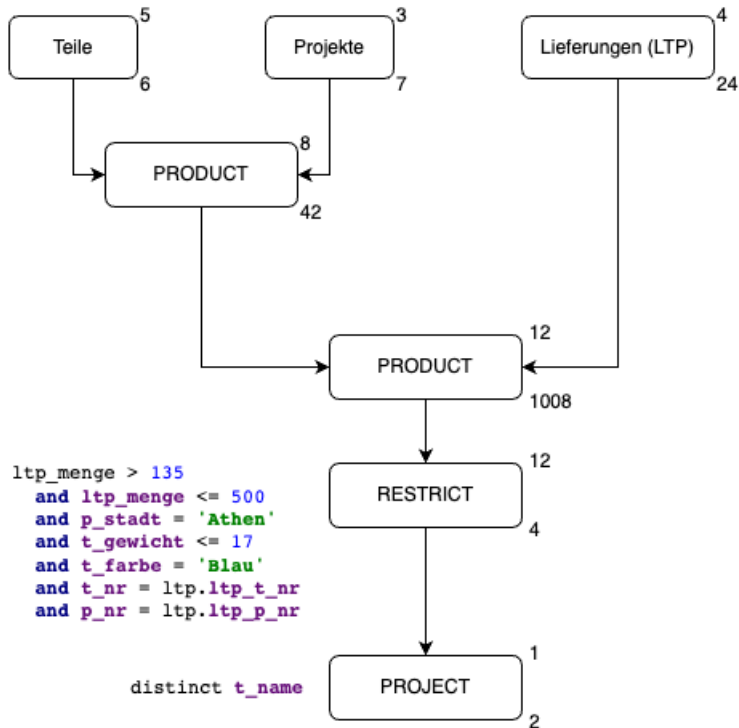 5
3
4
Teile
Projekte
Lieferungen (LTP)
6
7
24
8
PRODUCT
42
12
PRODUCT
1008
ltp_menge > 135
and ltp_menge <= 500
and p_stadt = 'Athen'
and t_gewicht <= 17
and t_farbe = 'Blau'
and t_nr = ltp.ltp_t_nr
and p_nr = ltp.ltp_p_nr
12
RESTRICT
4
1
distinct t_name
PROJECT
2